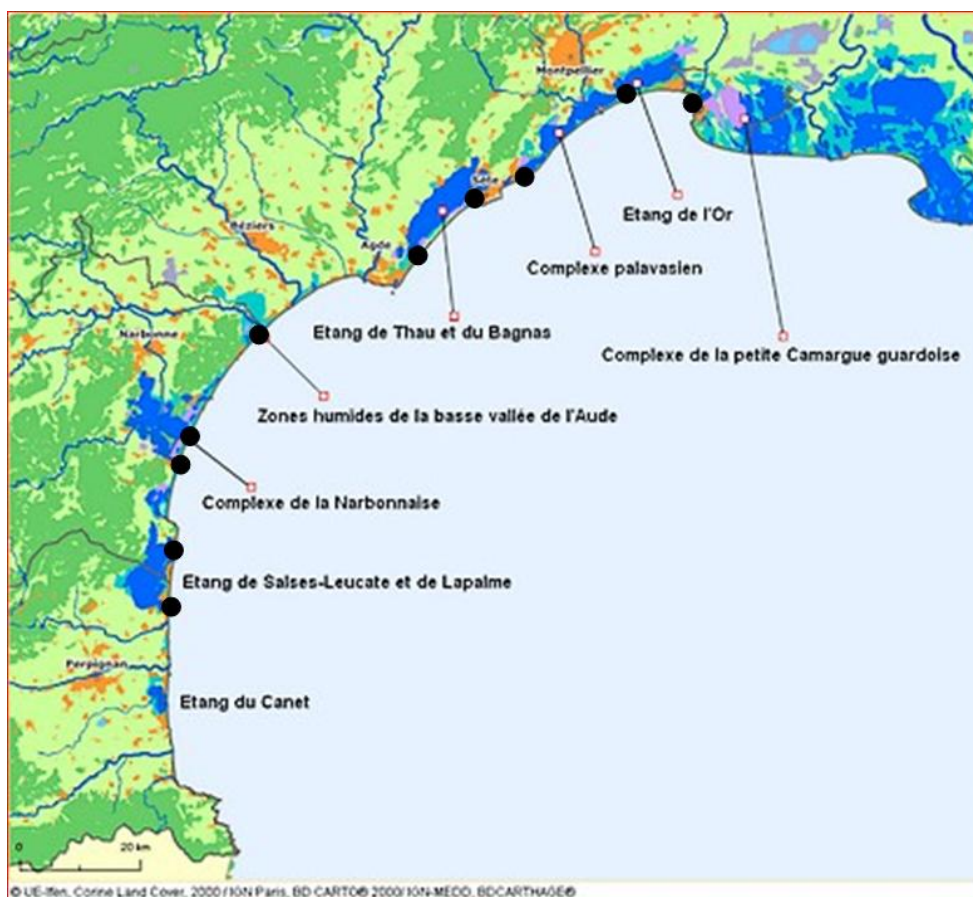 Montpellier
Sète
Etang de l'Or
Béziers
Agde
Complexe palavasien
Etang de Thau et du Bagnas
Narbonne
Complexe de la petite Camargue guardoise
Zones humides de la basse vallée de l'Aude
Complexe de la Narbonnaise
Etang de Salses-Leucate et de Lapalme
Perpignan
Etang du Canet
0 20 km
© UE-Ifen, Corine Land Cover, 2000 / IGN Paris, BD CARTO® 2000/ IGN-MEDD, BDCARTHAGE®